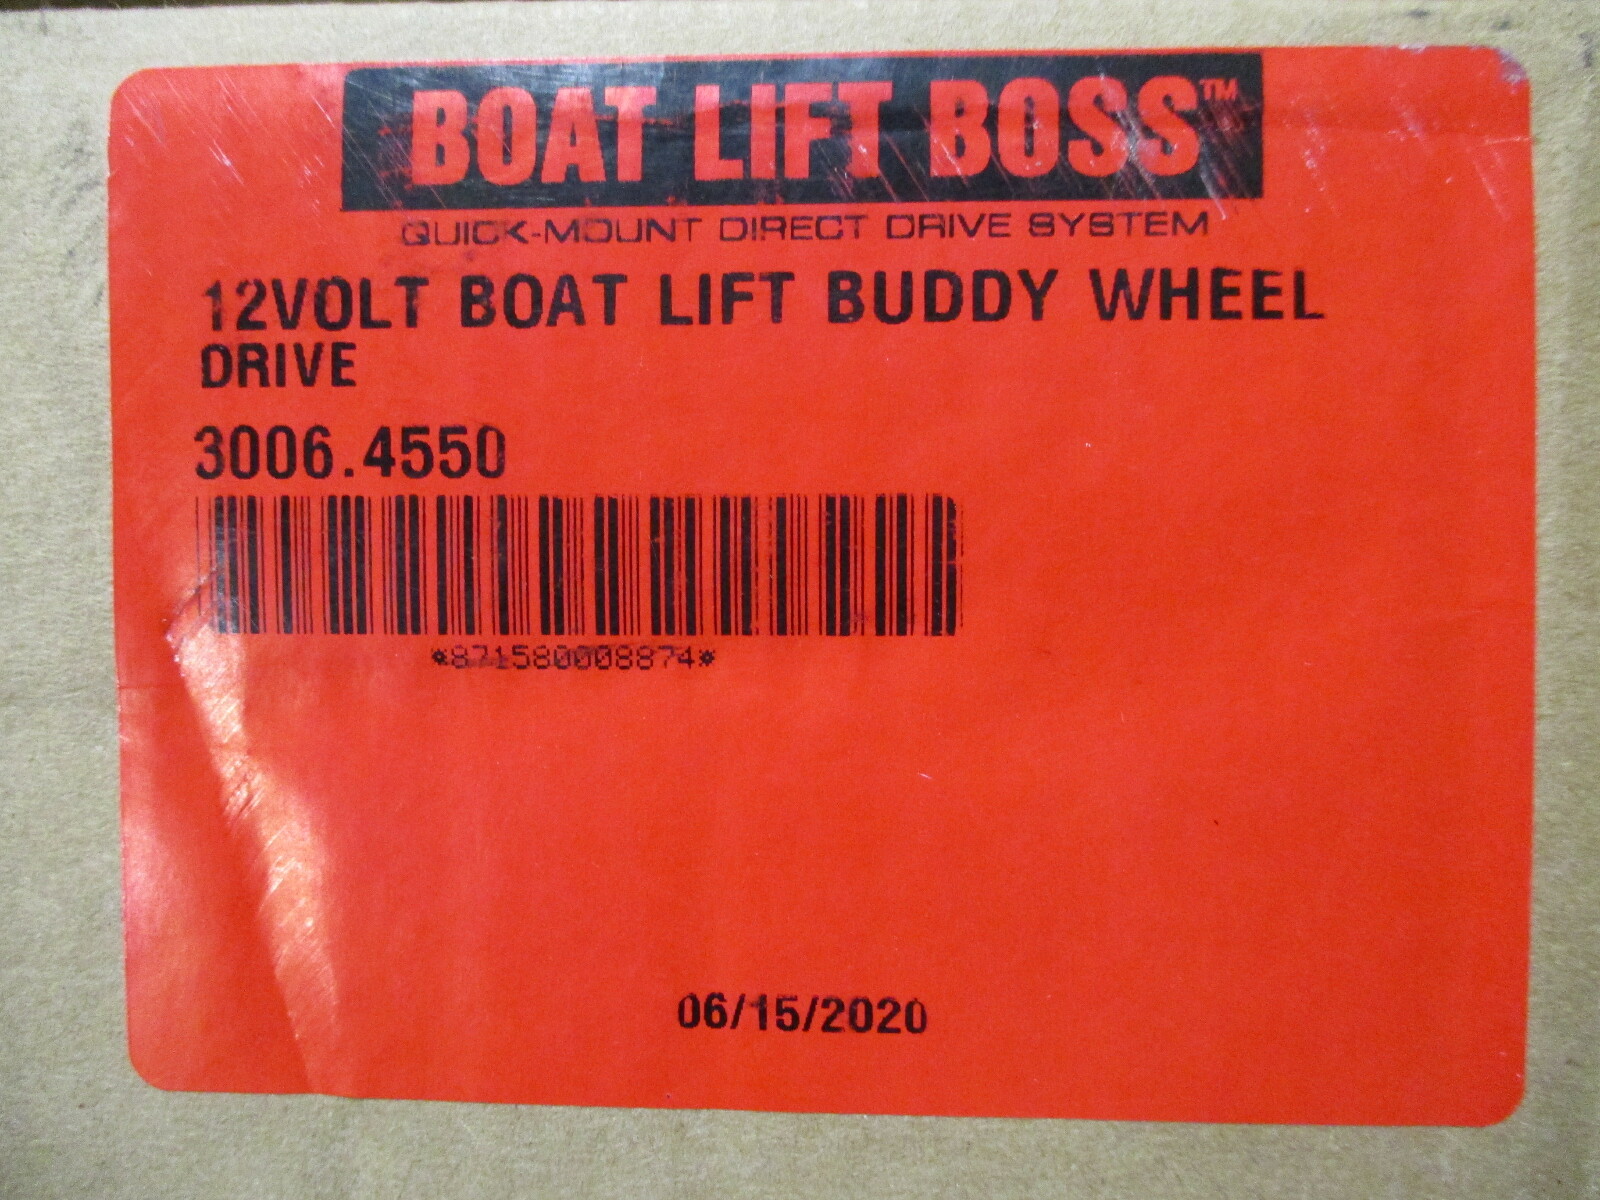 BOAT LIFT BOSS™
QUICK-MOUNT DIRECT DRIVE SYSTEM
12VOLT BOAT LIFT BUDDY WHEEL
DRIVE
3006.4550
*871580008874*
06/15/2020